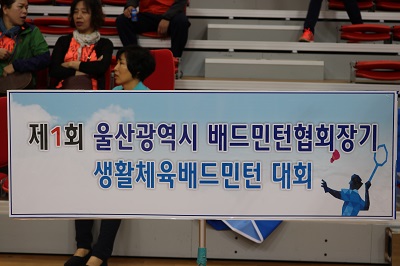 제1회 울산광역시 배드민턴협회장기
생활체육배드민턴 대회